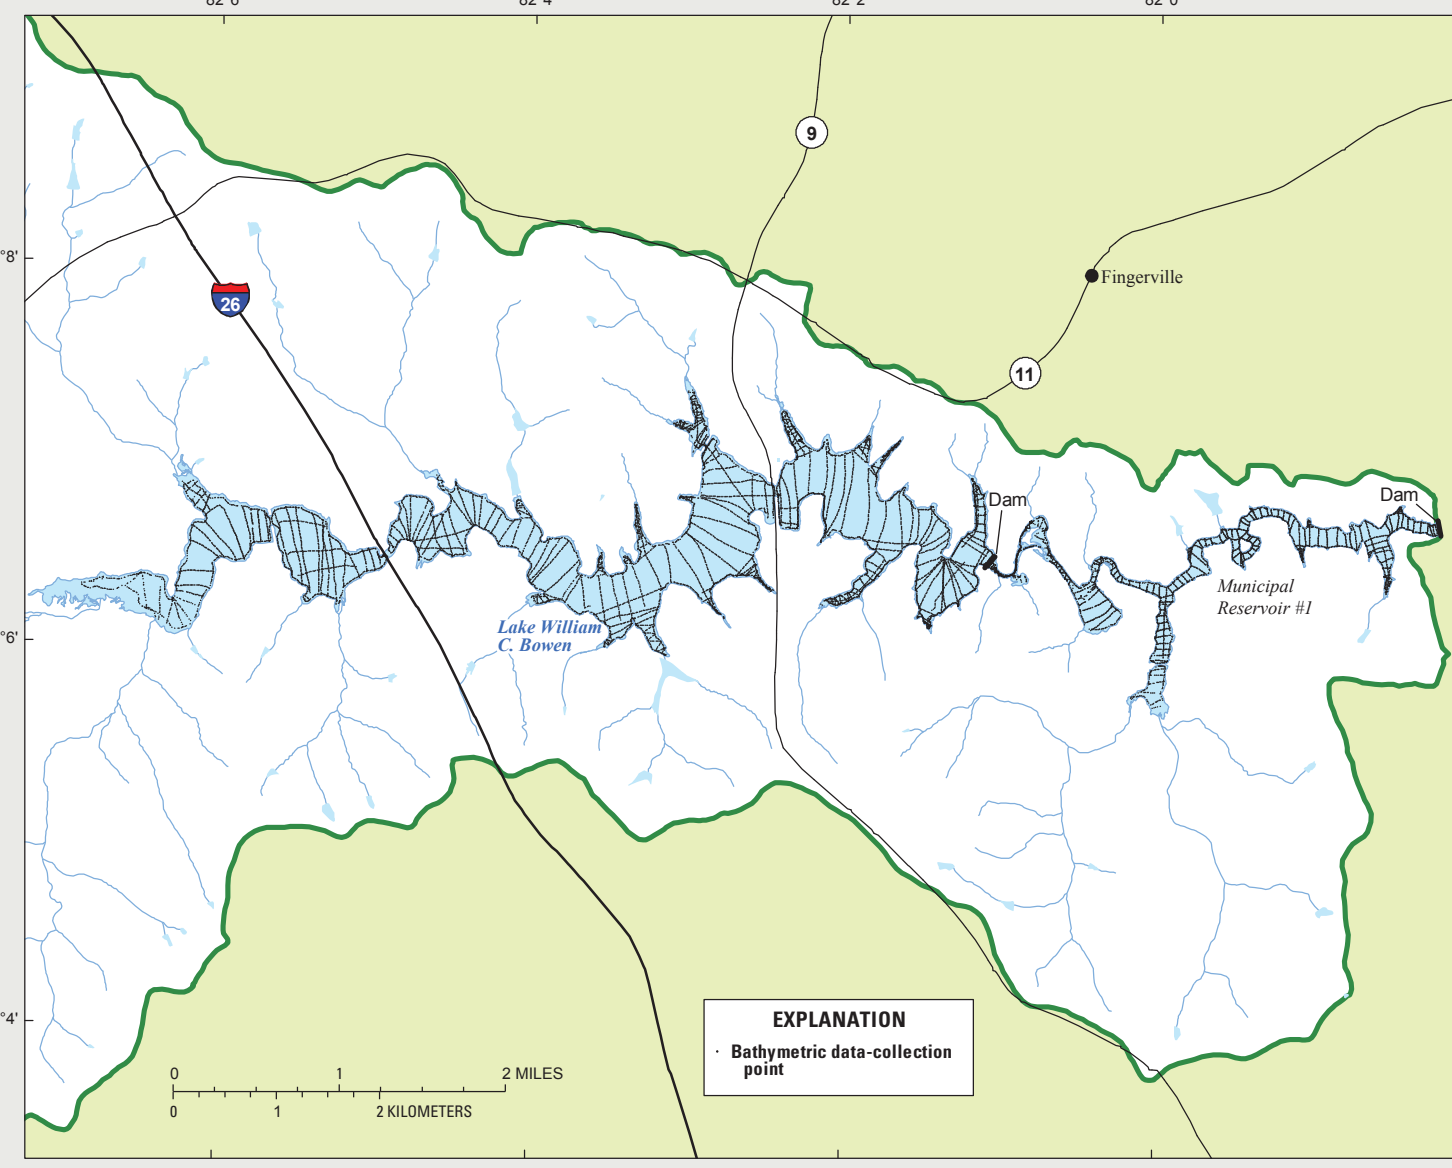 9
°8'
Fingerville
26
11
Dam
Dam
Municipal
Reservoir #1
Lake William
C. Bowen
°6'
°4'
EXPLANATION
Bathymetric data-collection
point
0 1 2 MILES
0 1 2 KILOMETERS